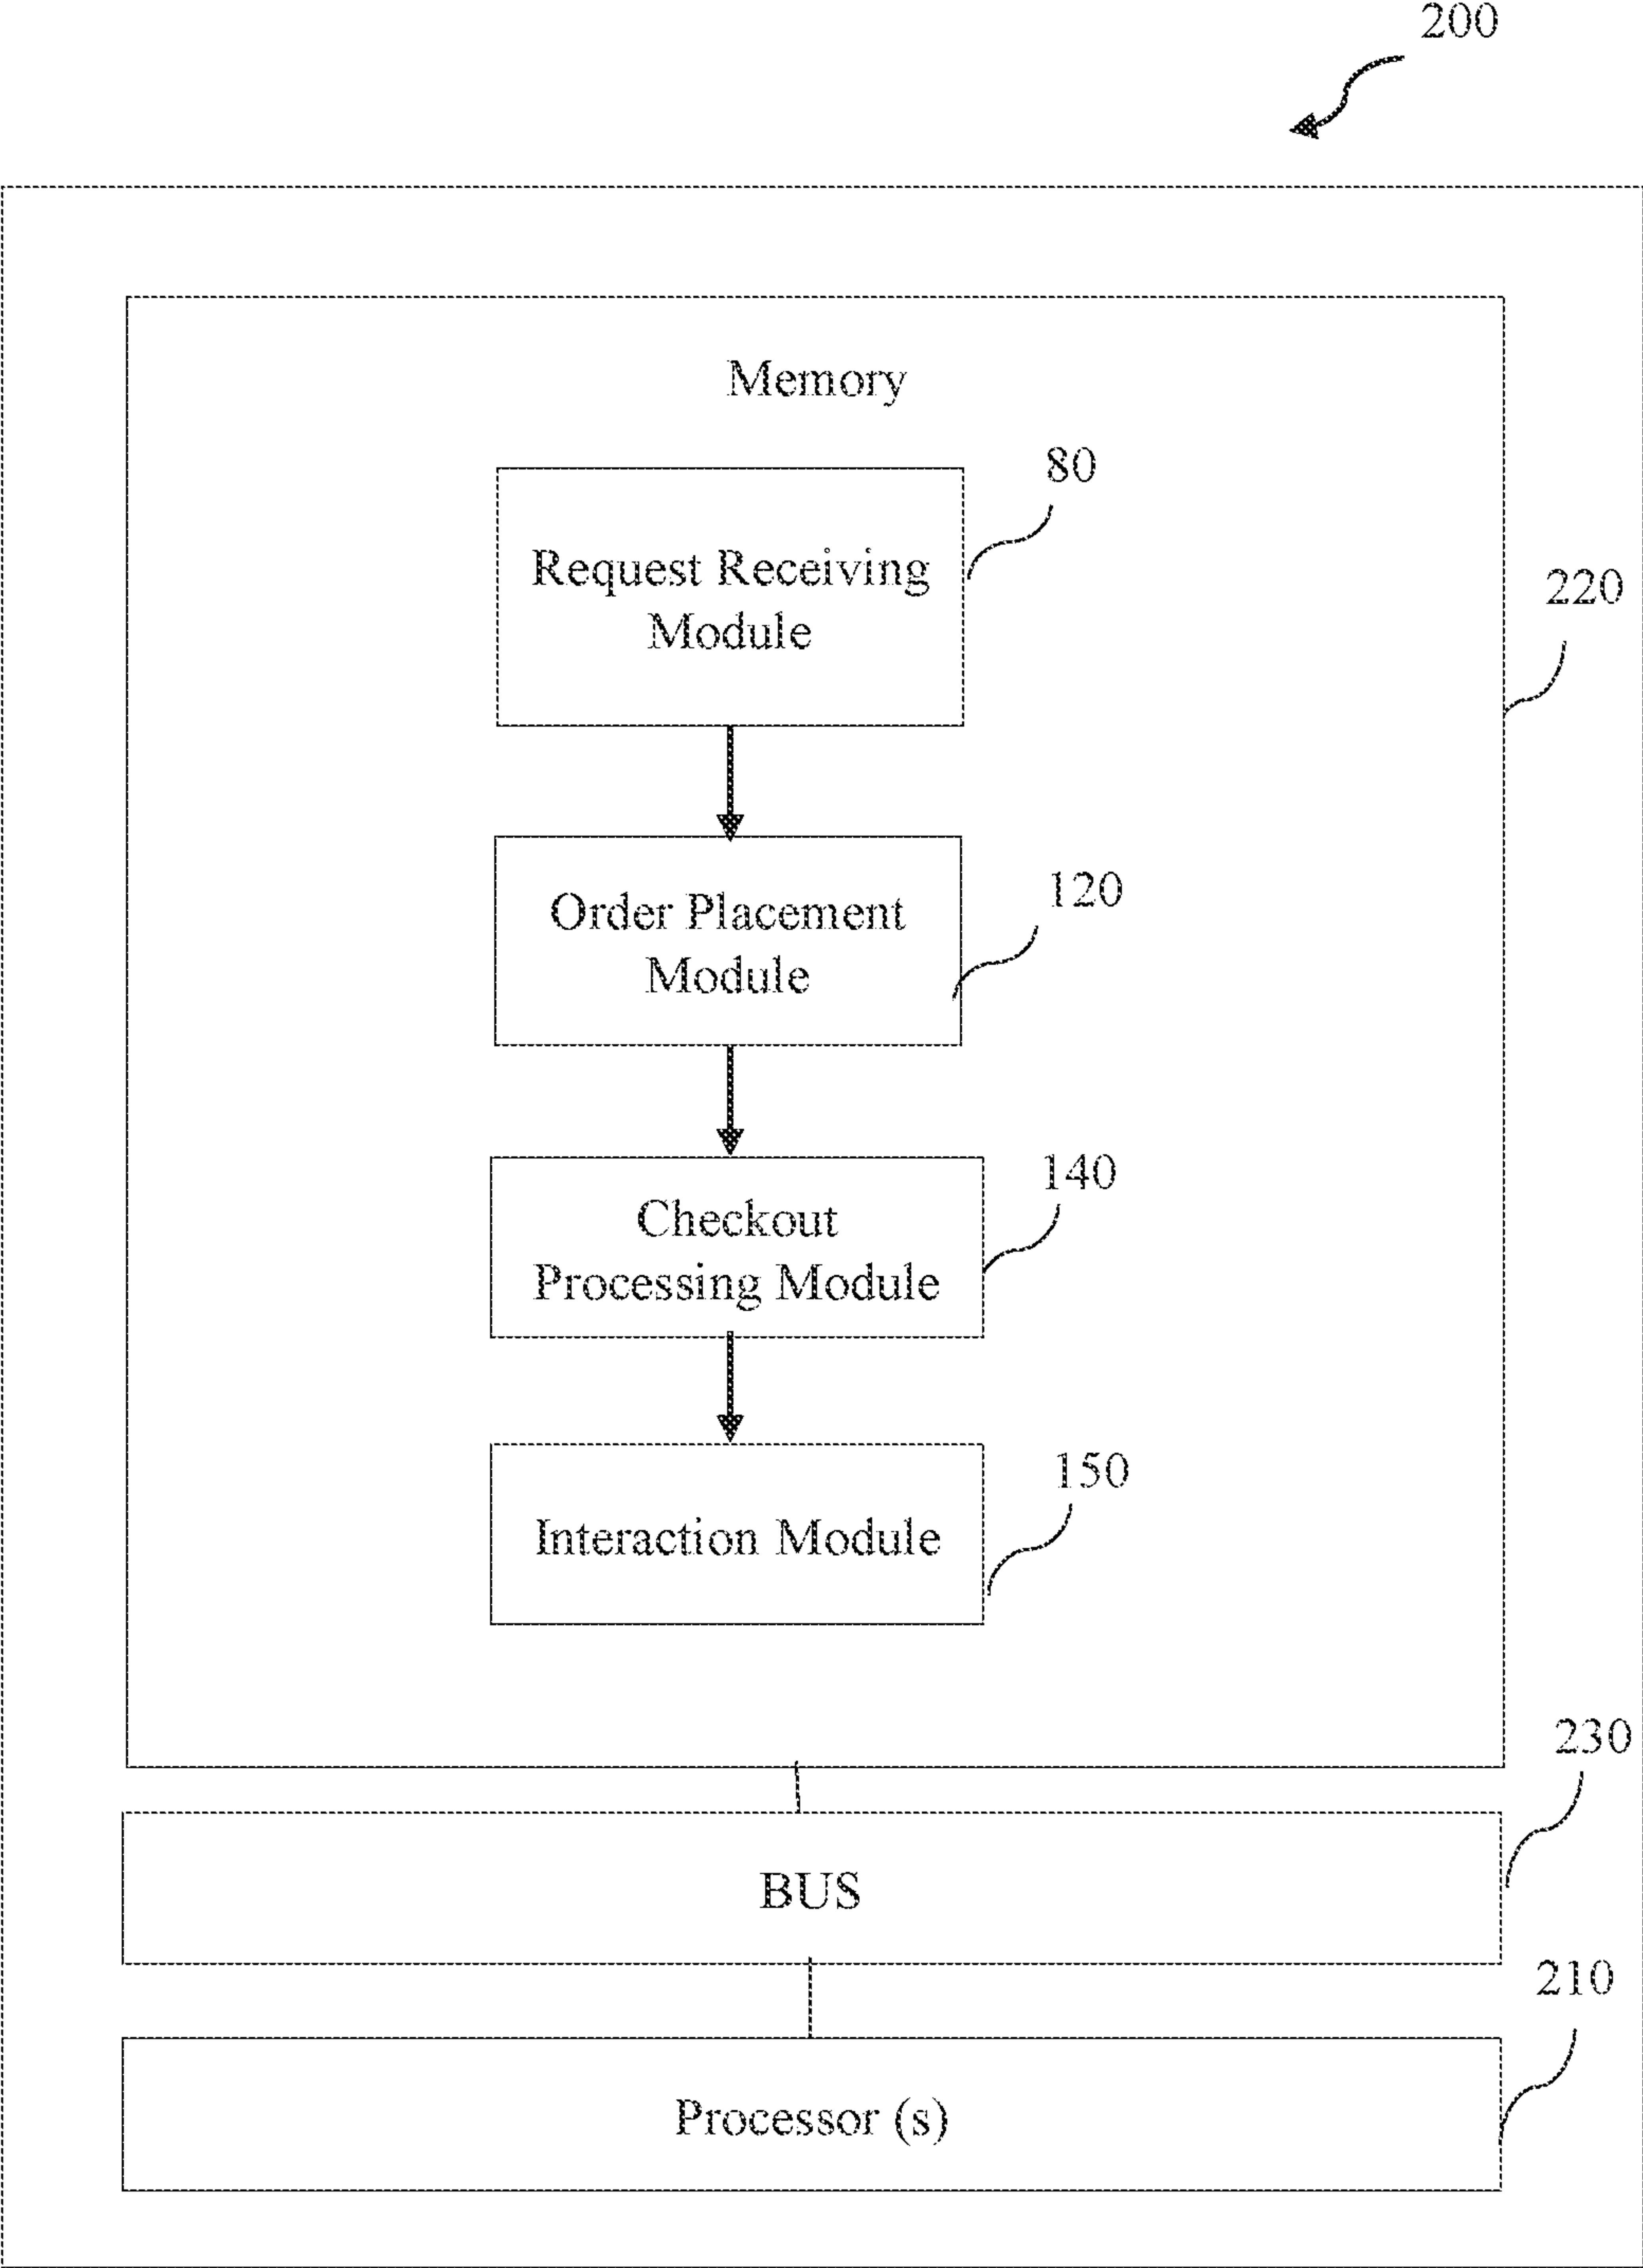 200
Memory
80
Request Receiving
Module
220
120
Order Placement
Module
140
Checkout
Processing Module
150
Interaction Module
230
BUS
210
Processor (s)